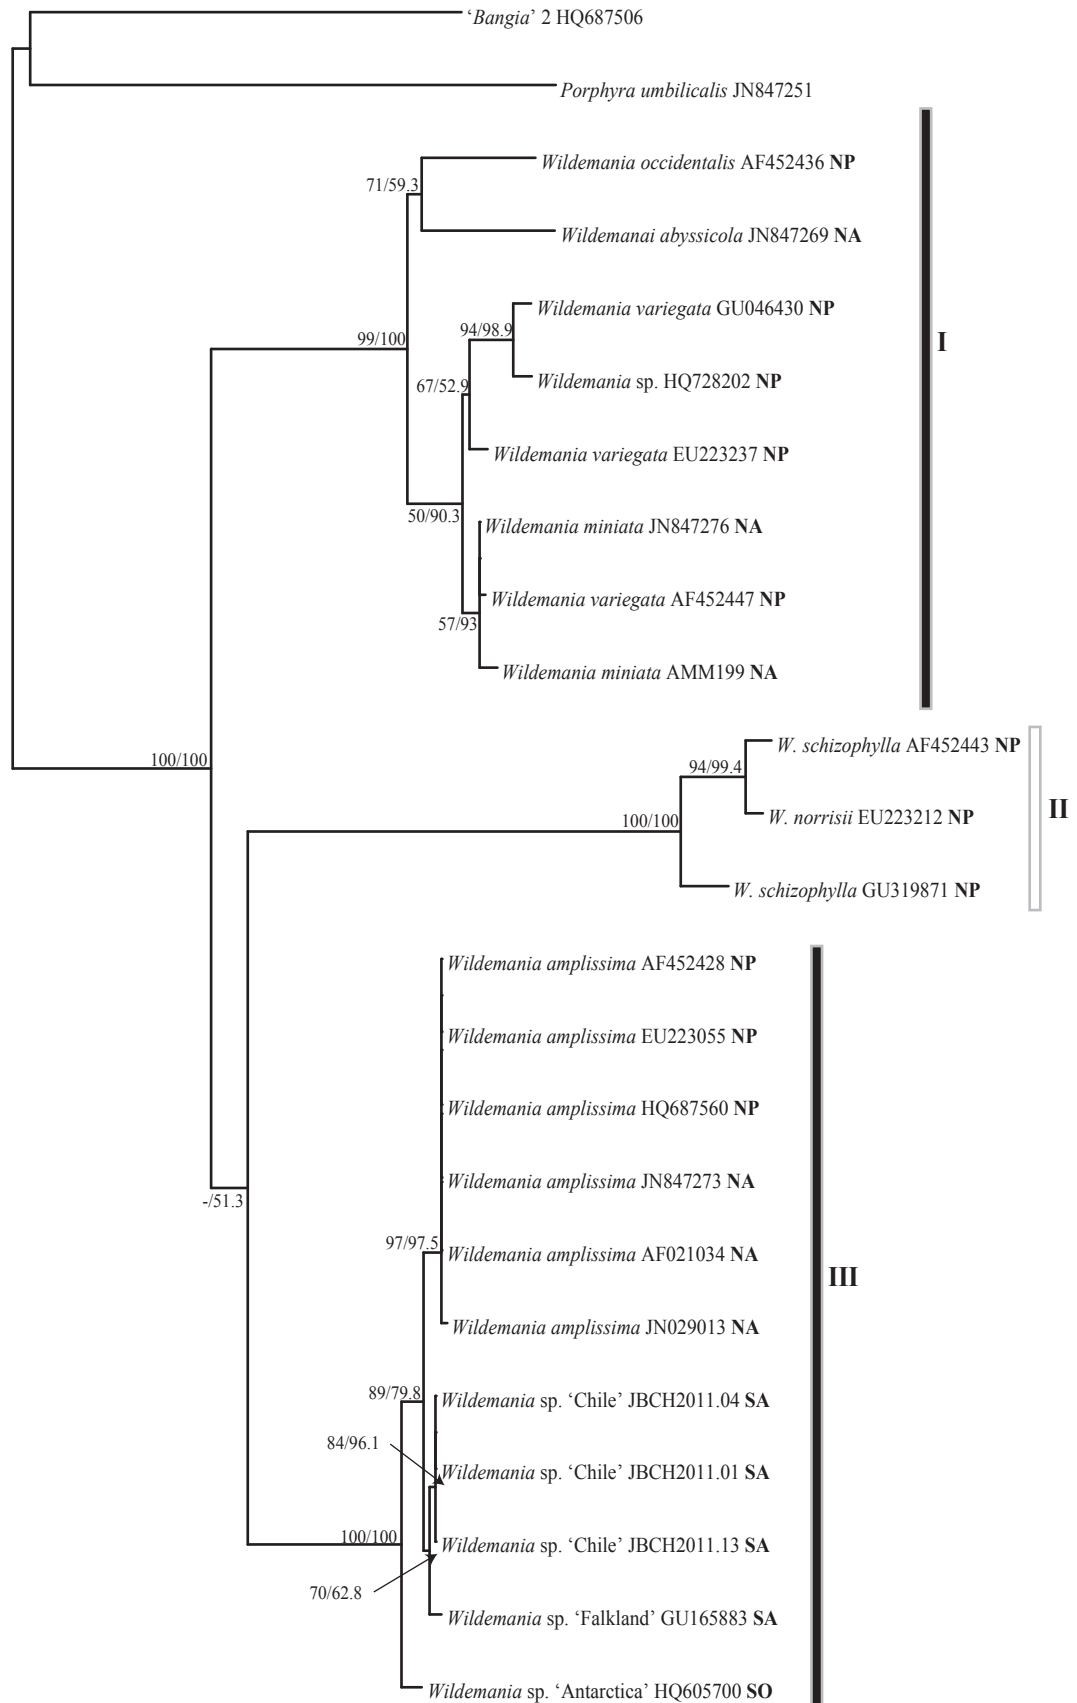 ‘Bangia’ 2 HQ687506
Porphyra umbilicalis JN847251
Wildemania occidentalis AF452436 NP
71/59.3
Wildemanai abyssicola JN847269 NA
Wildemania variegata GU046430 NP
94/98.9
99/100
I
Wildemania sp. HQ728202 NP
67/52.9
Wildemania variegata EU223237 NP
50/90.3
Wildemania miniata JN847276 NA
Wildemania variegata AF452447 NP
57/93
Wildemania miniata AMM199 NA
W. schizophylla AF452443 NP
100/100
94/99.4
II
W. norrisii EU223212 NP
100/100
W. schizophylla GU319871 NP
Wildemania amplissima AF452428 NP
Wildemania amplissima EU223055 NP
Wildemania amplissima HQ687560 NP
Wildemania amplissima JN847273 NA
-/51.3
97/97.5
Wildemania amplissima AF021034 NA
III
Wildemania amplissima JN029013 NA
89/79.8
Wildemania sp. ‘Chile’ JBCH2011.04 SA
84/96.1
Wildemania sp. ‘Chile’ JBCH2011.01 SA
100/100
Wildemania sp. ‘Chile’ JBCH2011.13 SA
70/62.8
Wildemania sp. ‘Falkland’ GU165883 SA
Wildemania sp. ‘Antarctica’ HQ605700 SO